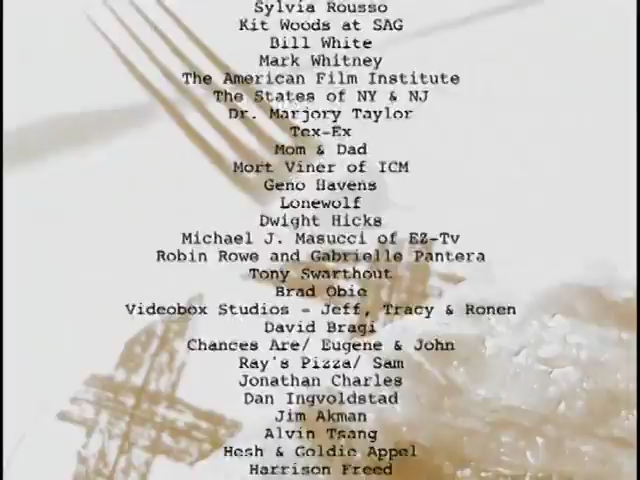 Sylvia Rousso
Kit Woods at SAG
Bill White
Mark Whitney
The American Film Institute
The States of NY & NJ
Dr. Marjory Taylor
Tex-Ex
Mom & Dad
Mort Viner of ICM
Geno Havens
Lonewolf
Dwight Hicks
Michael J. Masucci of EZ-Tv
Robin Rowe and Gabrielle Pantera
Tony Swarthout
Brad Obie
Videobox Studios - Jeff, Tracy & Ronen
David Bragi
Chances Are/ Eugene & John
Ray's Pizza/ Sam
Jonathan Charles
Dan Ingvoldstad
Jim Akman
Alvin Tsang
Hesh & Goldie Appel
Harrison Freed